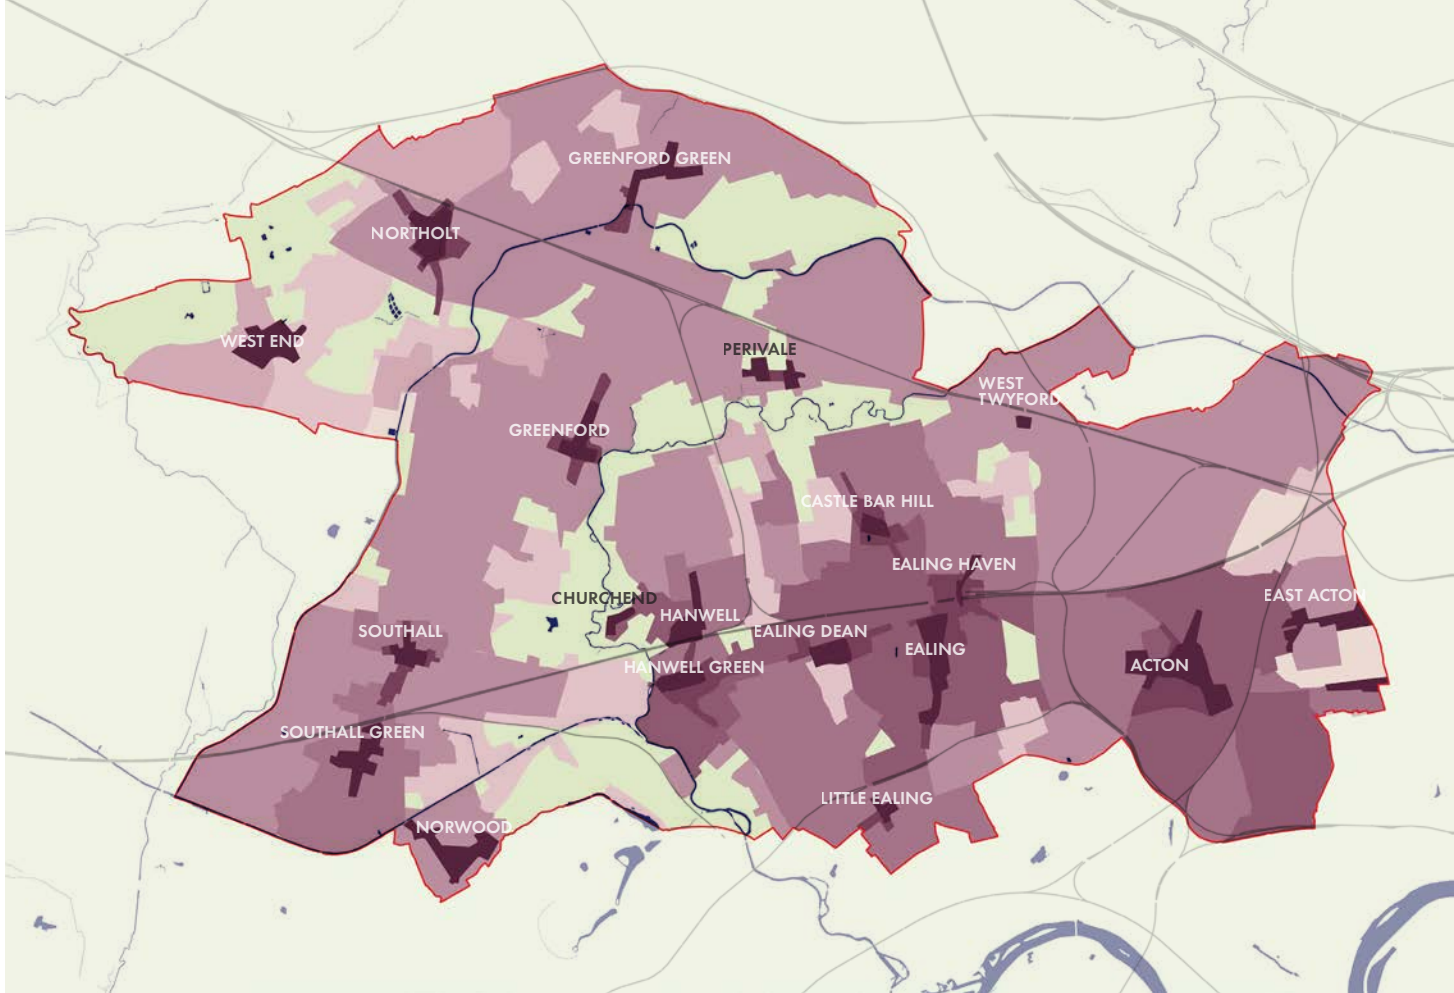 GREENFORD GREEN
NORTHOLT
WEST END
PERIVALE
WEST
TWYFORD
GREENFORD
CASTLE BAR HILL
EALING HAVEN
CHURCHEND
EAST ACTON
HANWELL
SOUTHALL
EALING DEAN
EALING
HANWELL GREEN
ACTON
SOUTHALL GREEN
LITTLE EALING
NORWOOD